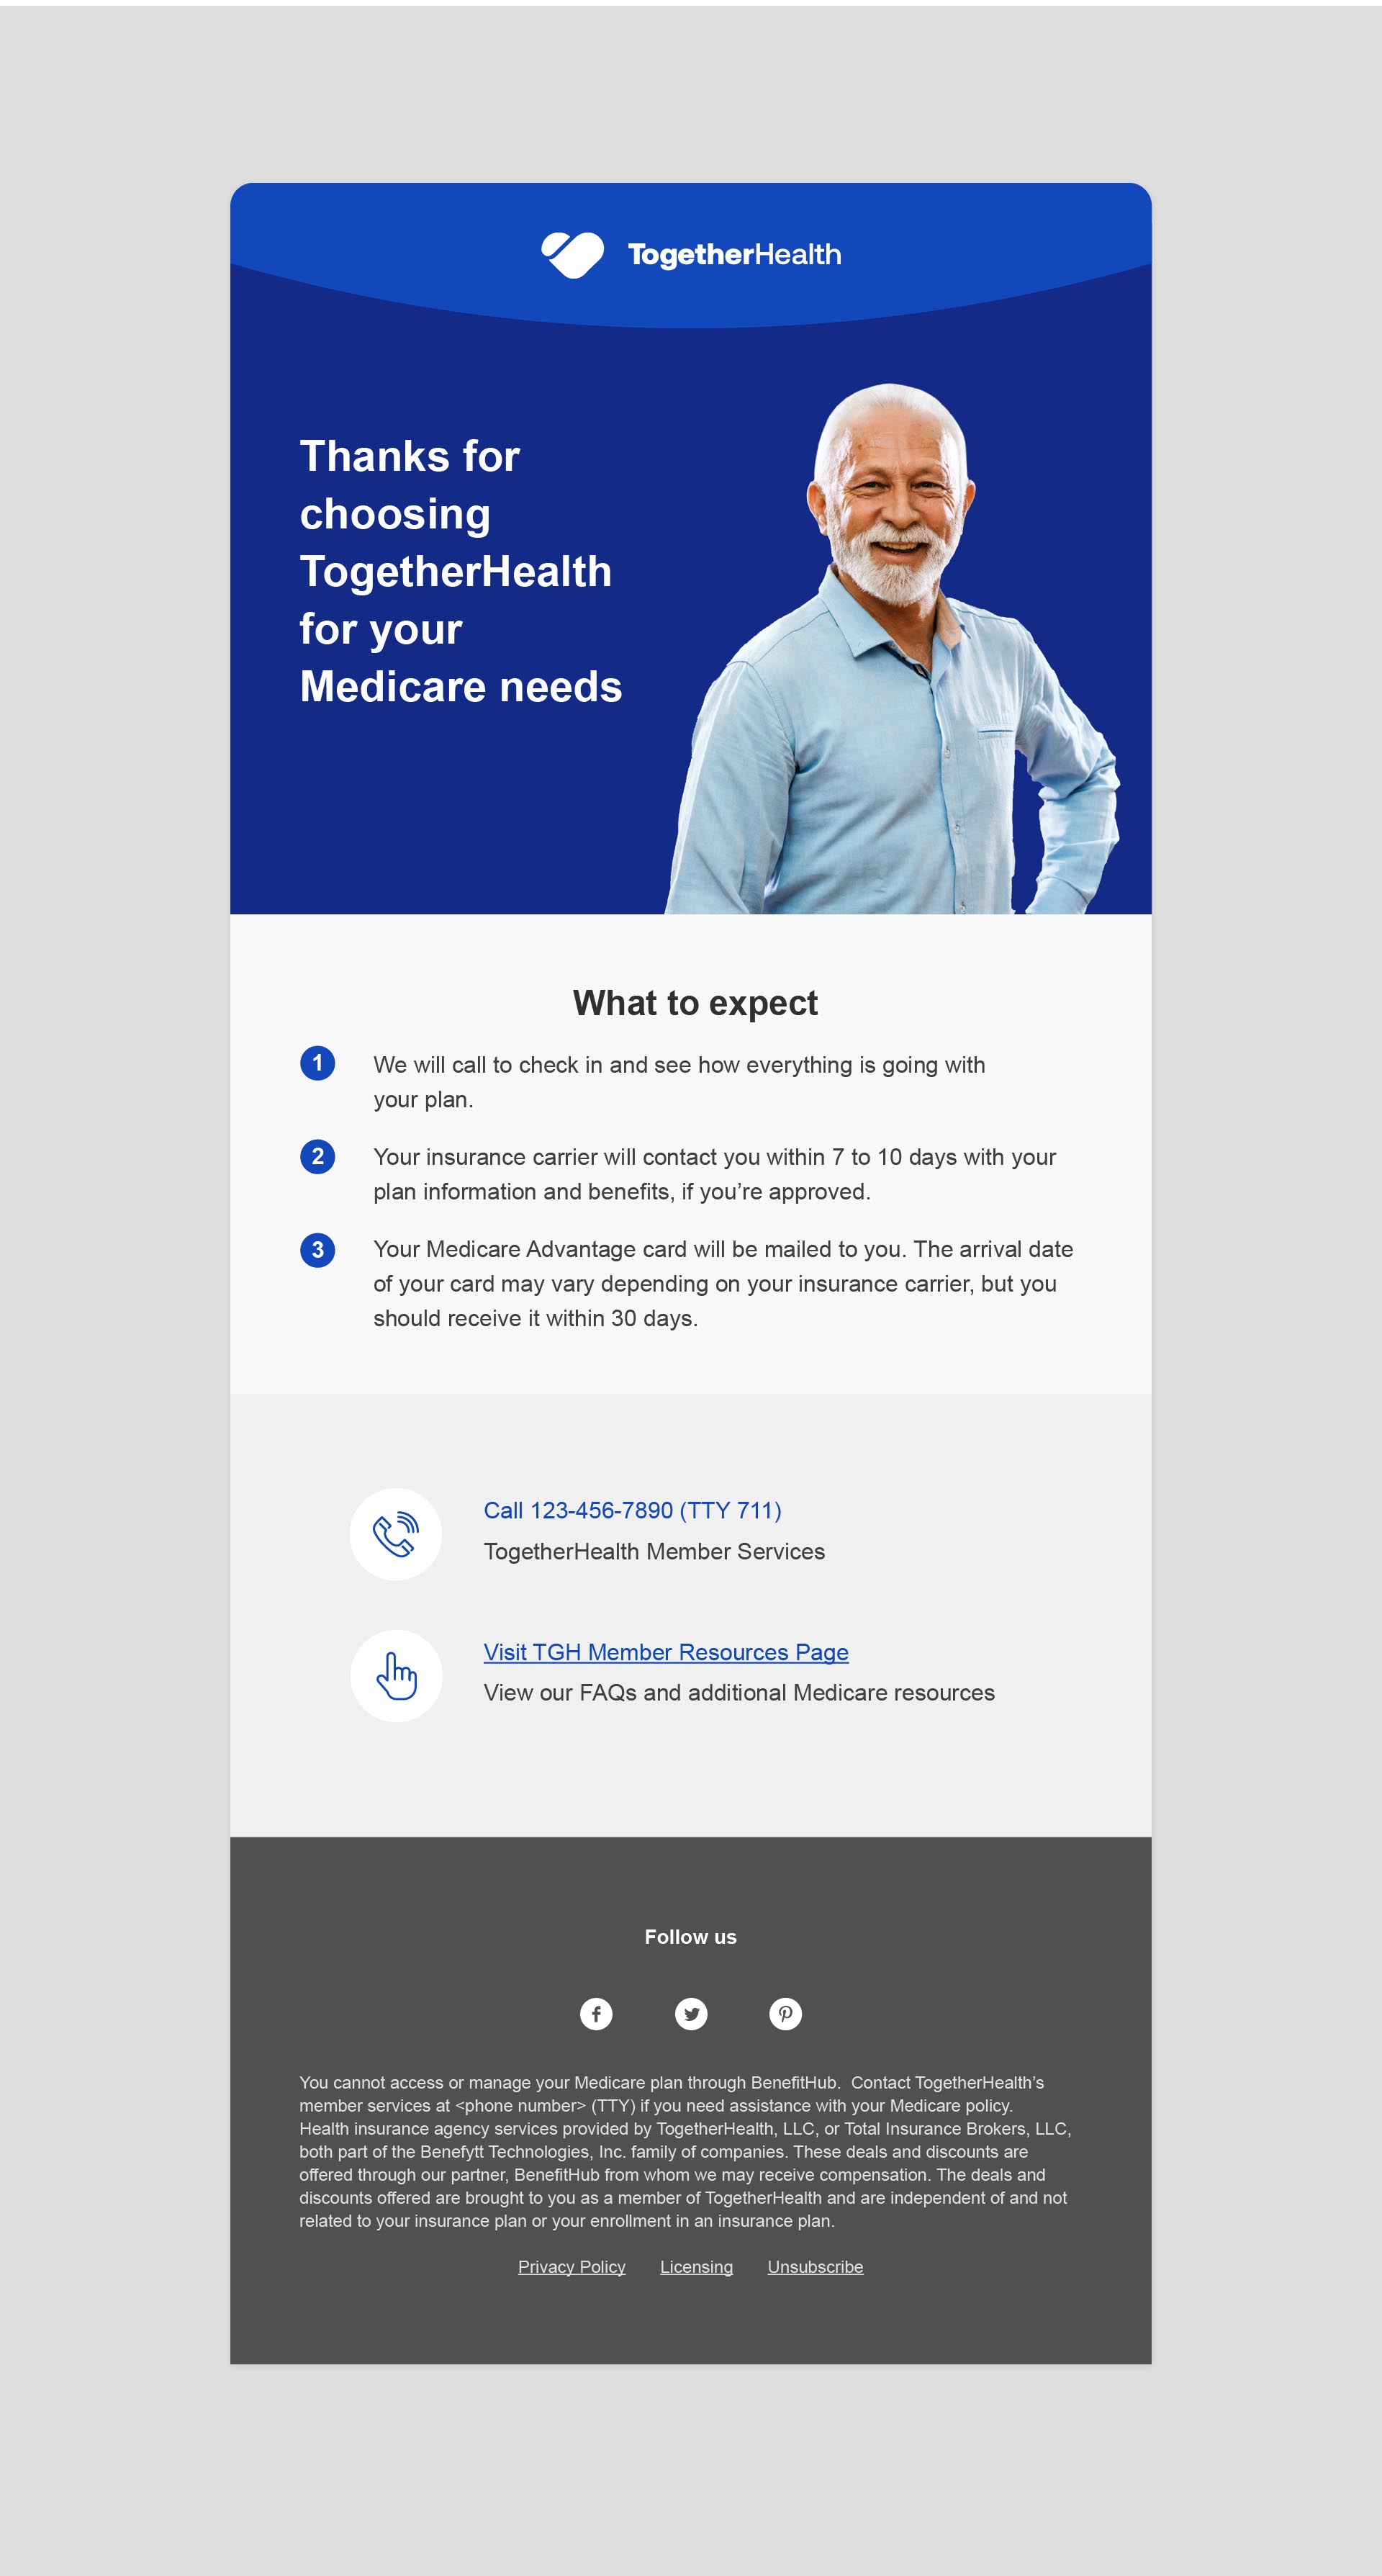 TogetherHealth
Thanks for
choosing
TogetherHealth
for your
Medicare needs
What to expect
1
We will call to check in and see how everything is going with
your plan.
2
Your insurance carrier will contact you within 7 to 10 days with your
plan information and benefits, if you’re approved.
3
Your Medicare Advantage card will be mailed to you. The arrival date
of your card may vary depending on your insurance carrier, but you
should receive it within 30 days.
Call 123-456-7890 (TTY 711)
TogetherHealth Member Services
Visit TGH Member Resources Page
View our FAQs and additional Medicare resources
Follow us
You cannot access or manage your Medicare plan through BenefitHub.  Contact TogetherHealth’s
member services at <phone number> (TTY) if you need assistance with your Medicare policy.
Health insurance agency services provided by TogetherHealth, LLC, or Total Insurance Brokers, LLC,
both part of the Benefytt Technologies, Inc. family of companies. These deals and discounts are
offered through our partner, BenefitHub from whom we may receive compensation. The deals and
discounts offered are brought to you as a member of TogetherHealth and are independent of and not
related to your insurance plan or your enrollment in an insurance plan.
Privacy Policy Licensing Unsubscribe